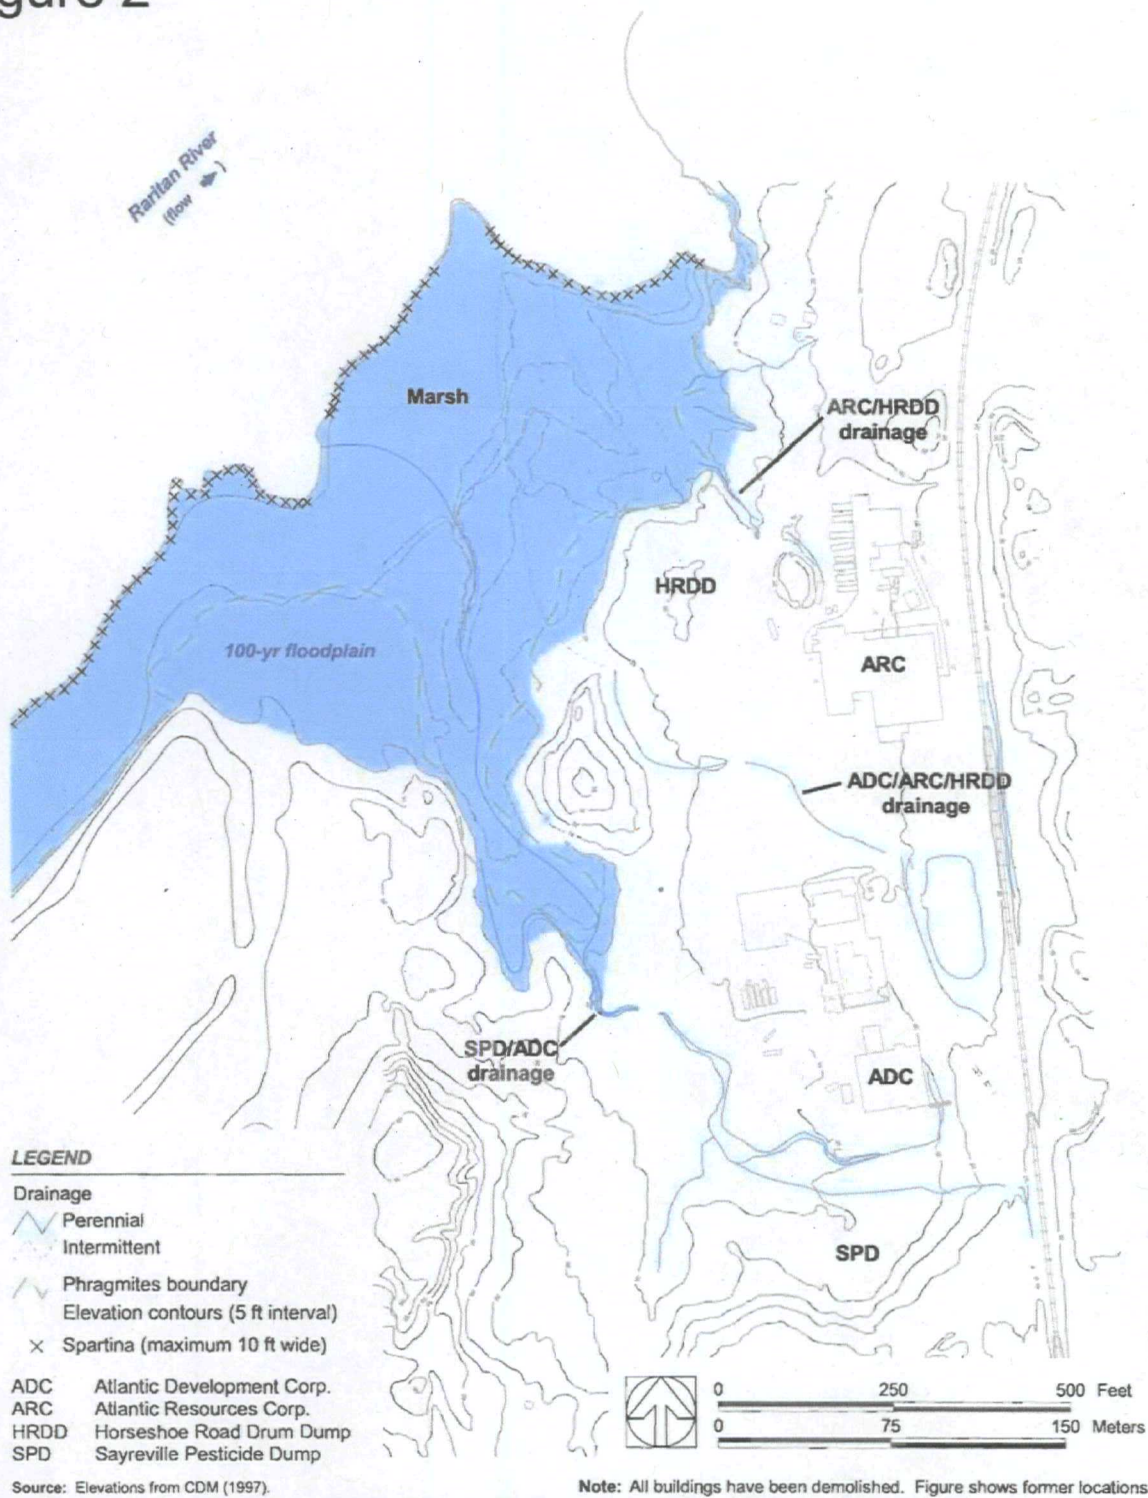 gure 2
Raritan River
(flow )
Marsh
ARC/HRDD
drainage
HRDD
100-yr floodplain
ARC
ADC/ARC/HRDD
drainage
SPD/ADC
drainage
ADC
SPD
LEGEND
Drainage
Perennial
Intermittent
Phragmites boundary
Elevation contours (5 ft interval)
× Spartina (maximum 10 ft wide)
ADC Atlantic Development Corp.
ARC Atlantic Resources Corp.
HRDD Horseshoe Road Drum Dump
SPD Sayreville Pesticide Dump
0 250 500 Feet
0 75 150 Meters
Source: Elevations from CDM (1997).
Note: All buildings have been demolished. Figure shows former locations